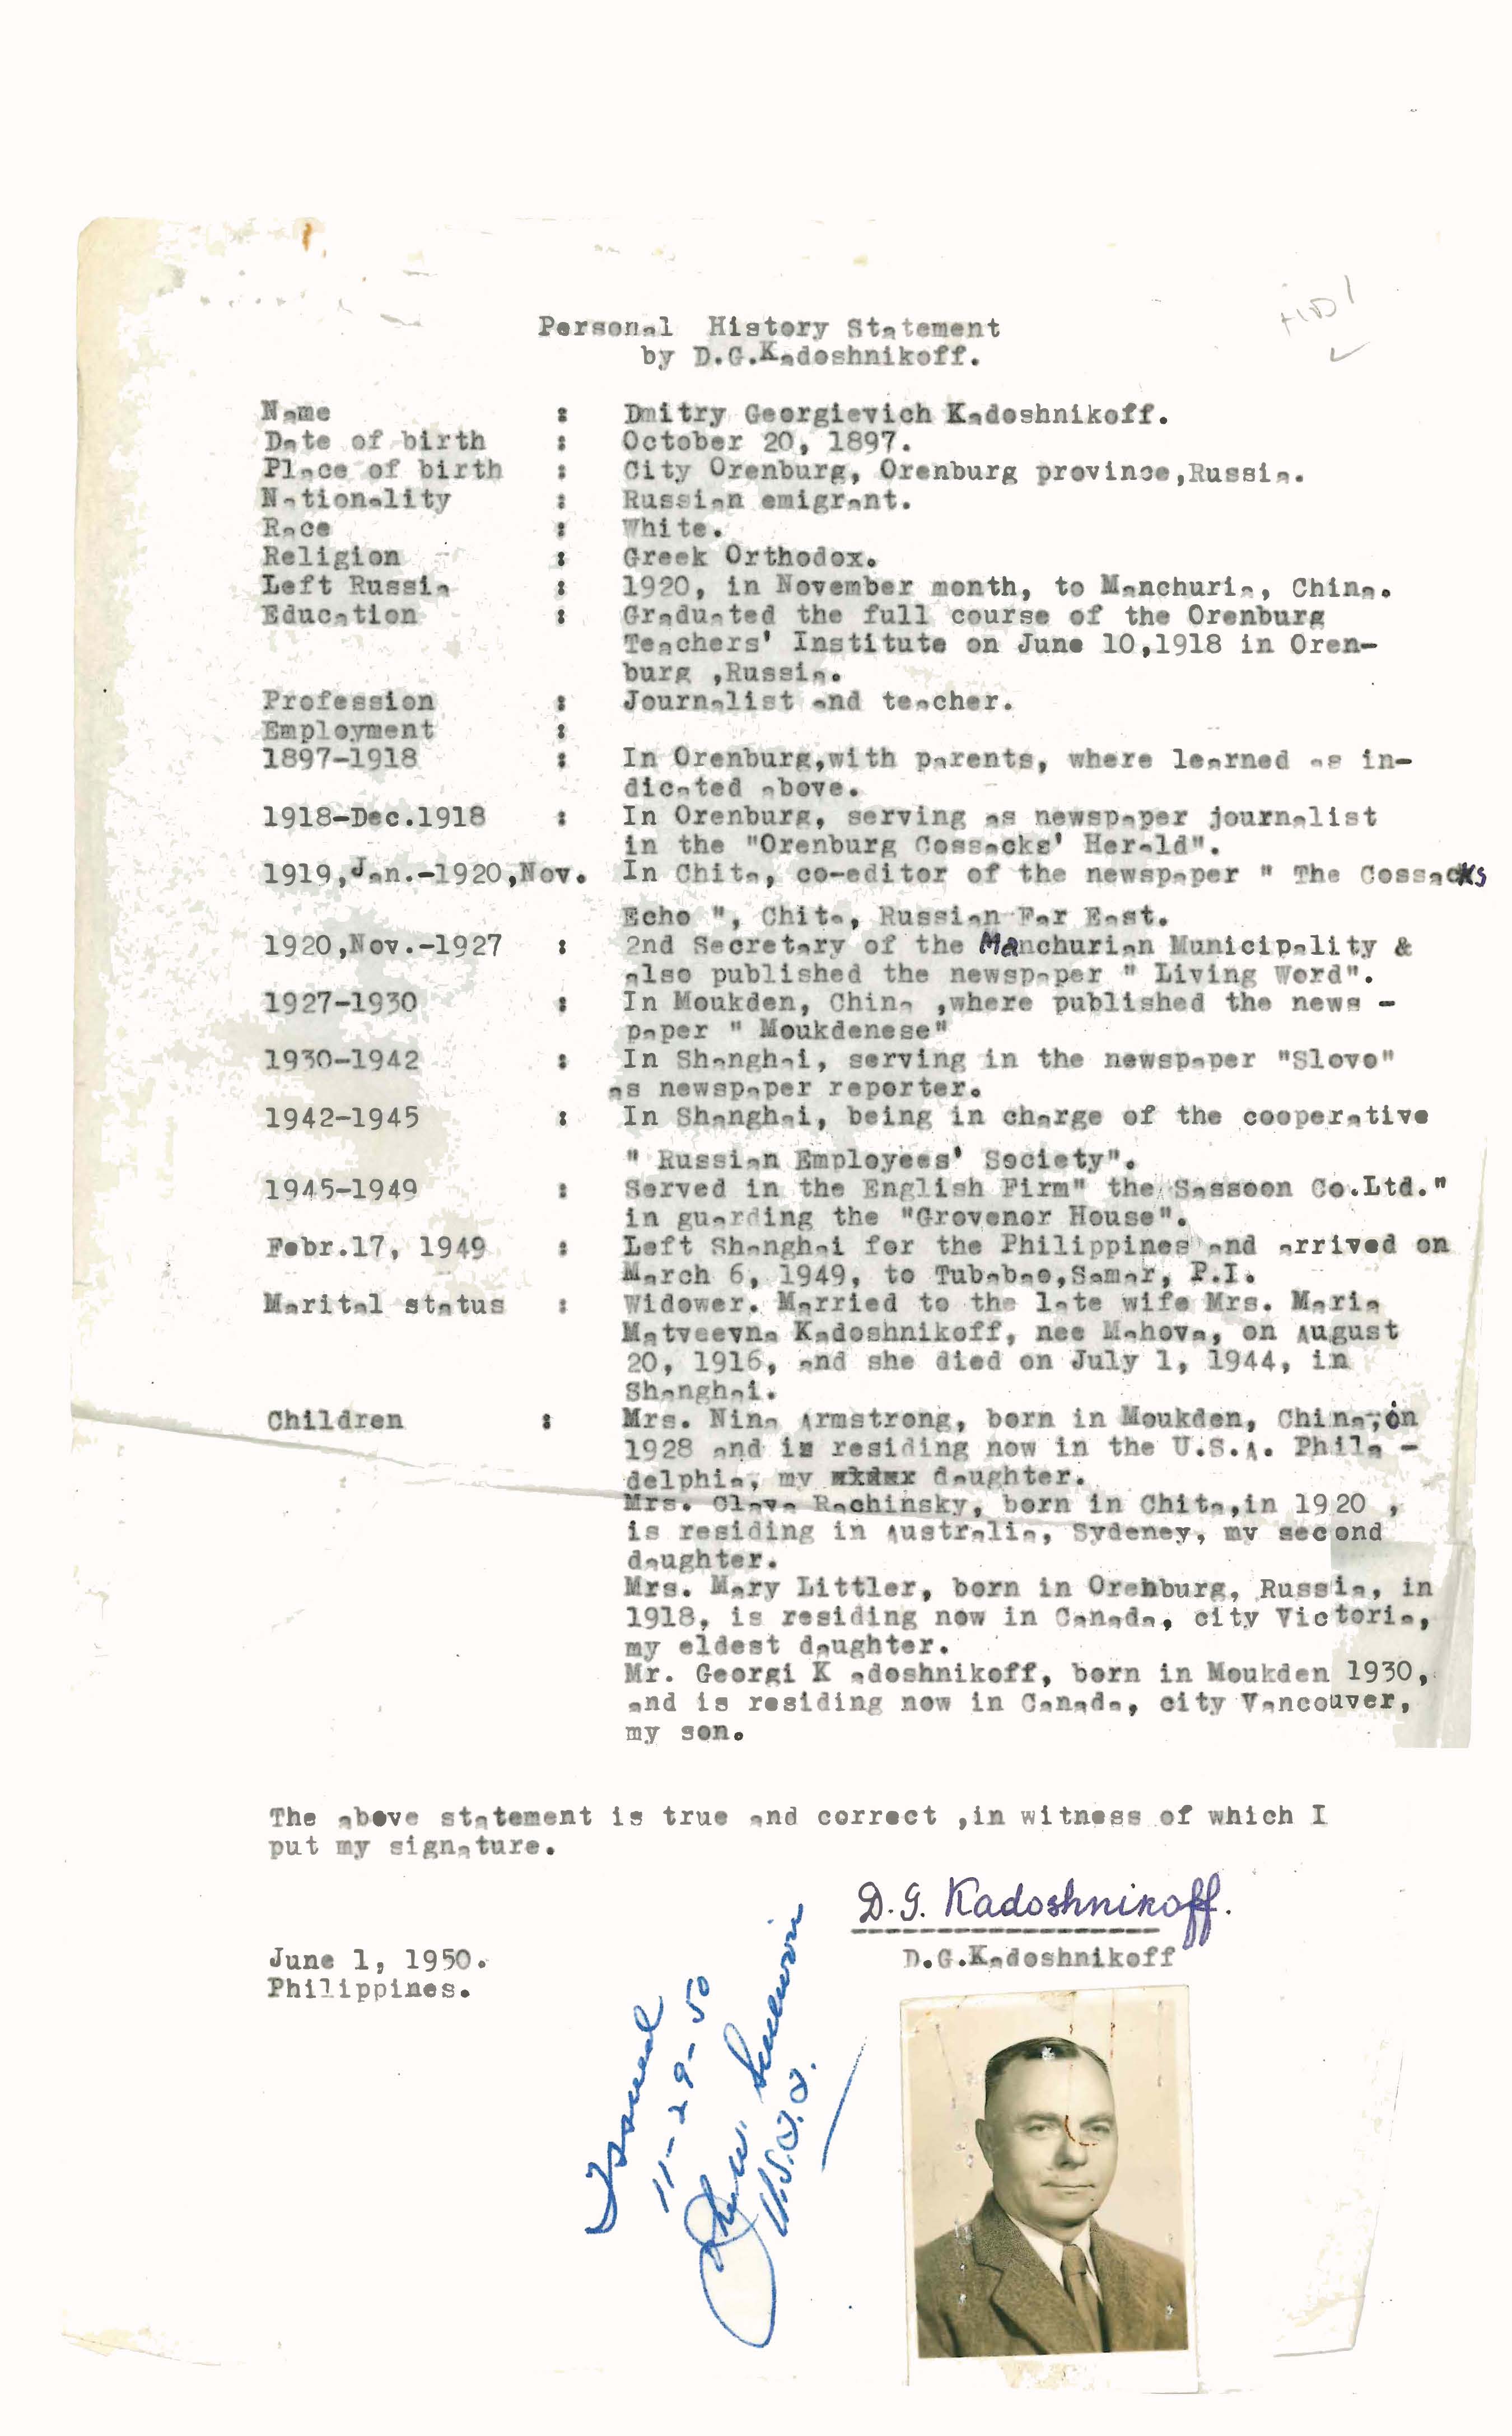 Personal History Statement
by D.G.Kadoshnikoff.
Name : Dmitry Georgievich Kadoshnikoff.
Date of birth : October 20, 1897.
Place of birth : City Orenburg, Orenburg province,Russia.
Nationality : Russian emigrant.
Race : White.
Religion : Greek Orthodox.
Left Russia : 1920, in November month, to Manchuria, China.
Education : Graduated the full course of the Orenburg
Teachers' Institute on June 10,1918 in Oren-
burg ,Russia.
Profession : Journalist and teacher.
Employment :
1897-1918 : In Orenburg,with parents, where learned as in-
dicated above.
1918-Dec.1918 : In Orenburg, serving as newspaper journalist
in the "Orenburg Cossacks' Herald".
1919,Jan.-1920,Nov. In Chita, co-editor of the newspaper " The Cossacks
Echo ", Chita, Russian Far East.
1920,Nov.-1927 : 2nd Secretary of the Manchurian Municipality &
also published the newspaper " Living Word".
1927-1930 : In Moukden, China ,where published the news -
paper " Moukdenese"
1930-1942 : In Shanghai, serving in the newspaper "Slovo"
as newspaper reporter.
1942-1945 : In Shanghai, being in charge of the cooperative
" Russian Employees' Society".
1945-1949 : Served in the English Firm" the Sassoon Co.Ltd."
in guarding the "Grovenor House".
Febr.17, 1949 : Left Shanghai for the Philippines and arrived on
March 6, 1949, to Tubabao,Samar, P.I.
Marital status : Widower. Married to the late wife Mrs. Maria
Matveevna Kadoshnikoff, nee Mahova, on August
20, 1916, and she died on July 1, 1944, in
Shanghai.
Children : Mrs. Nina Armstrong, born in Moukden, China, on
1928 and is residing now in the U.S.A. Phila -
delphia, my daughter.
Mrs. Clava Rachinsky, born in Chita,in 1920 ,
is residing in Australia, Sydeney, my second
daughter.
Mrs. Mary Littler, born in Orenburg, Russia, in
1918, is residing now in Canada, city Victoria,
my eldest daughter.
Mr. Georgi K adoshnikoff, born in Moukden 1930,
and is residing now in Canada, city Vancouver,
my son.
The above statement is true and correct ,in witness of which I
put my signature.
D.G. Kadoshnikoff.
June 1, 1950.
D.G.Kadoshnikoff
Philippines.
Issued
11-29-50